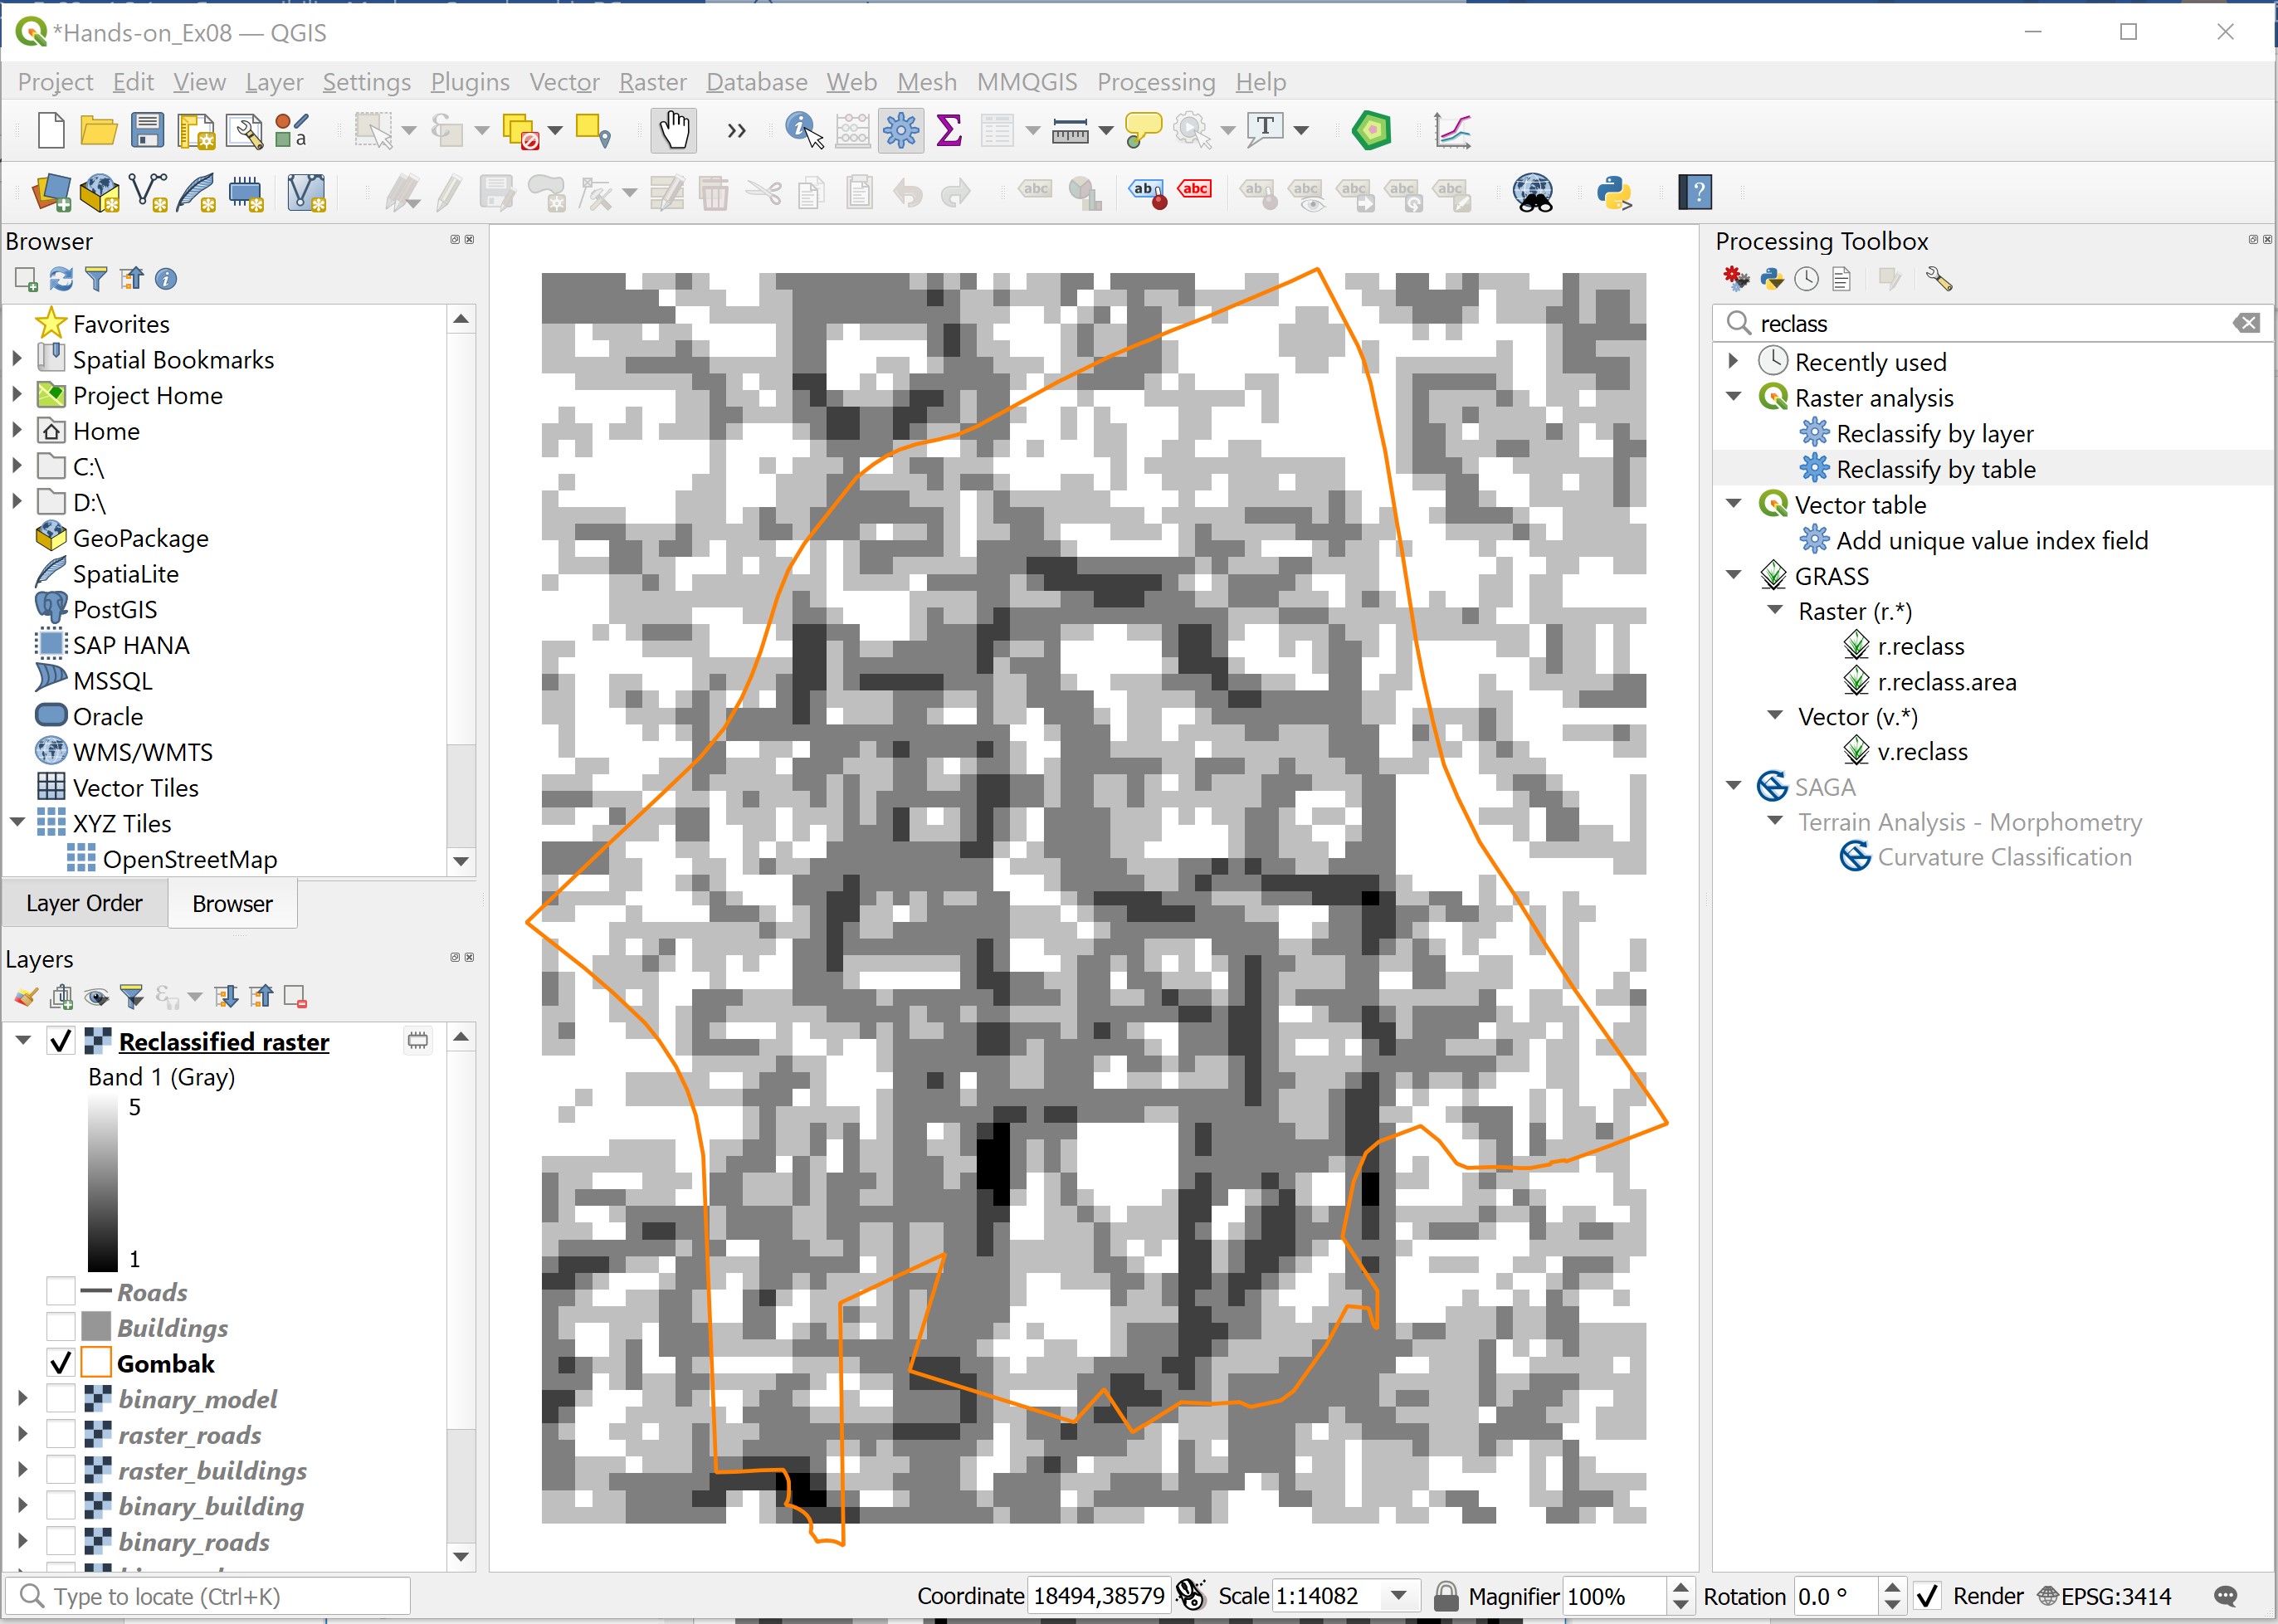 *Hands-on_Ex08 — QGIS
Project Edit View Layer Settings Plugins Vector Raster Database Web Mesh MMQGIS Processing Help
Browser
Favorites
Spatial Bookmarks
Project Home
Home
C:\
D:\
GeoPackage
SpatiaLite
PostGIS
SAP HANA
MSSQL
Oracle
WMS/WMTS
Vector Tiles
XYZ Tiles
OpenStreetMap
Layer Order Browser
Layers
Reclassified raster
Band 1 (Gray)
5
1
Roads
Buildings
Gombak
binary_model
raster_roads
raster_buildings
binary_building
binary_roads
Processing Toolbox
reclass
Recently used
Raster analysis
Reclassify by layer
Reclassify by table
Vector table
Add unique value index field
GRASS
Raster (r.*)
r.reclass
r.reclass.area
Vector (v.*)
v.reclass
SAGA
Terrain Analysis - Morphometry
Curvature Classification
Type to locate (Ctrl+K) Coordinate 18494,38579 Scale 1:14082 Magnifier 100% Rotation 0.0 ° Render EPSG:3414